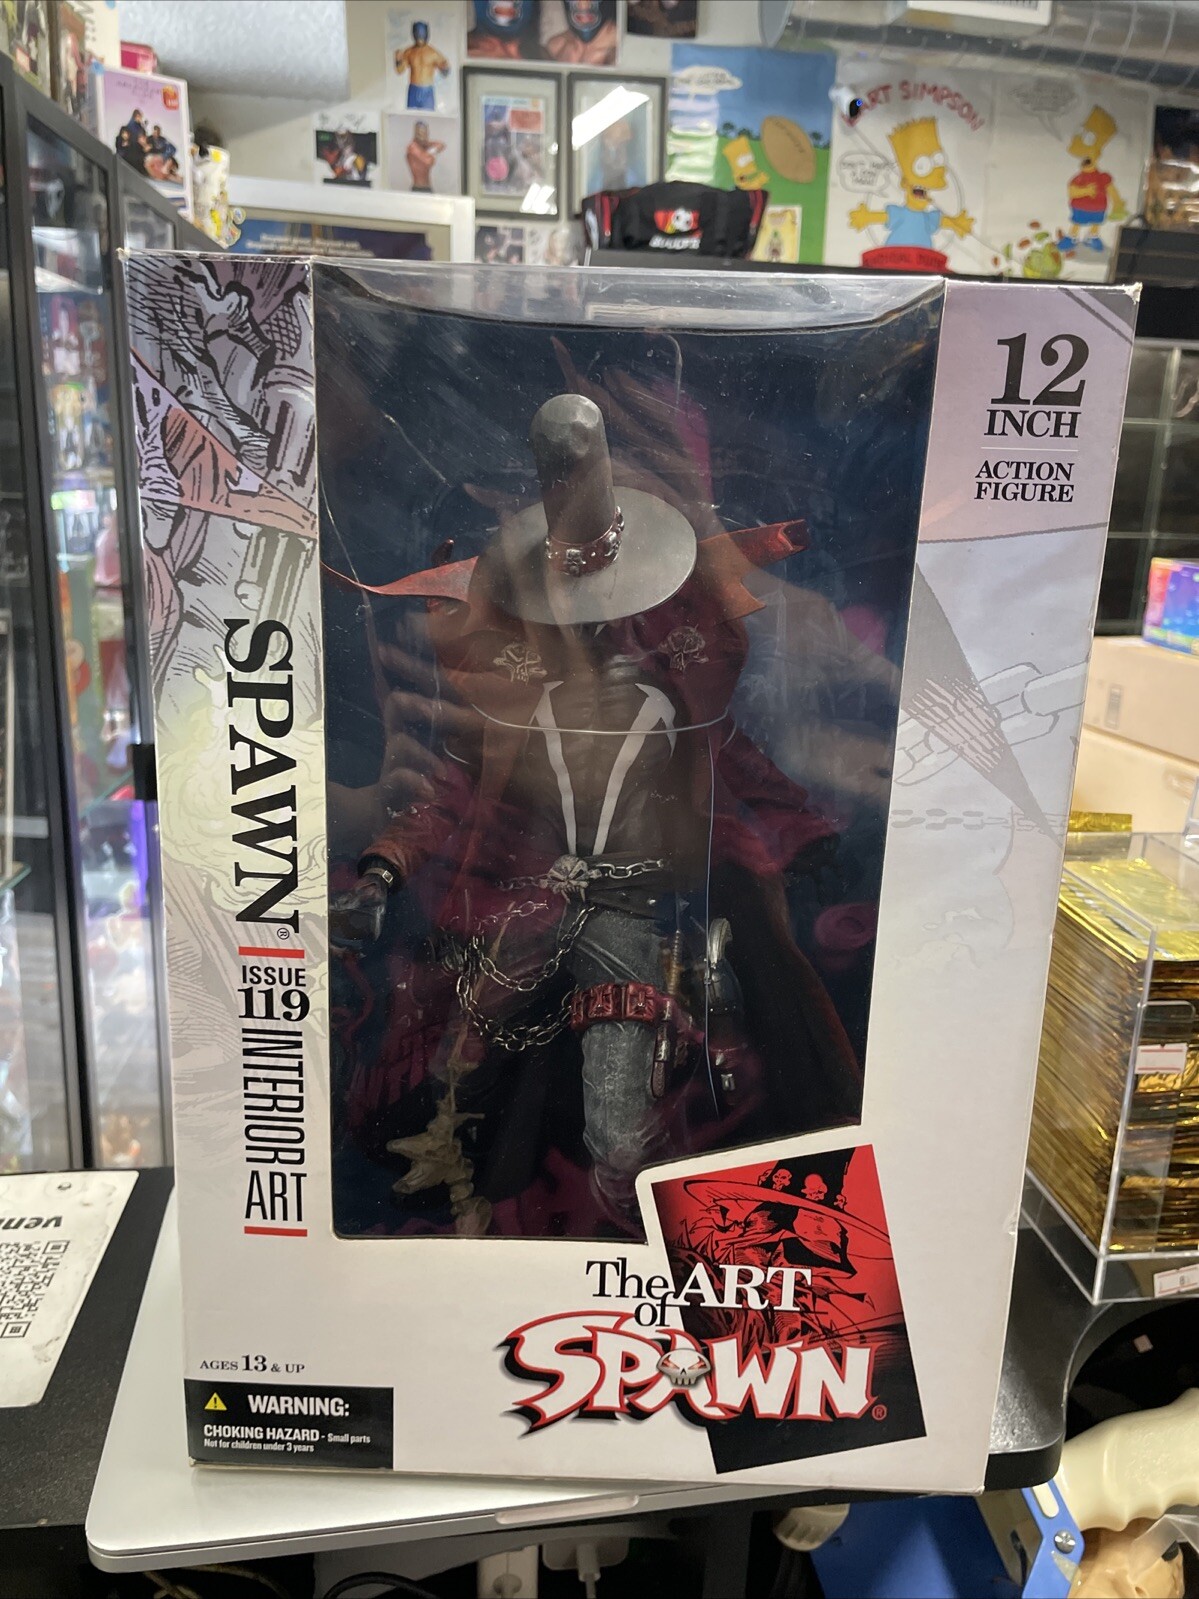 BART SIMPSON
12
INCH
ACTION
FIGURE
SPAWN®
ISSUE
119
INTERIOR
ART
The ART
of
SPAWN®
AGES 13 & UP
WARNING:
CHOKING HAZARD - Small parts
Not for children under 3 years